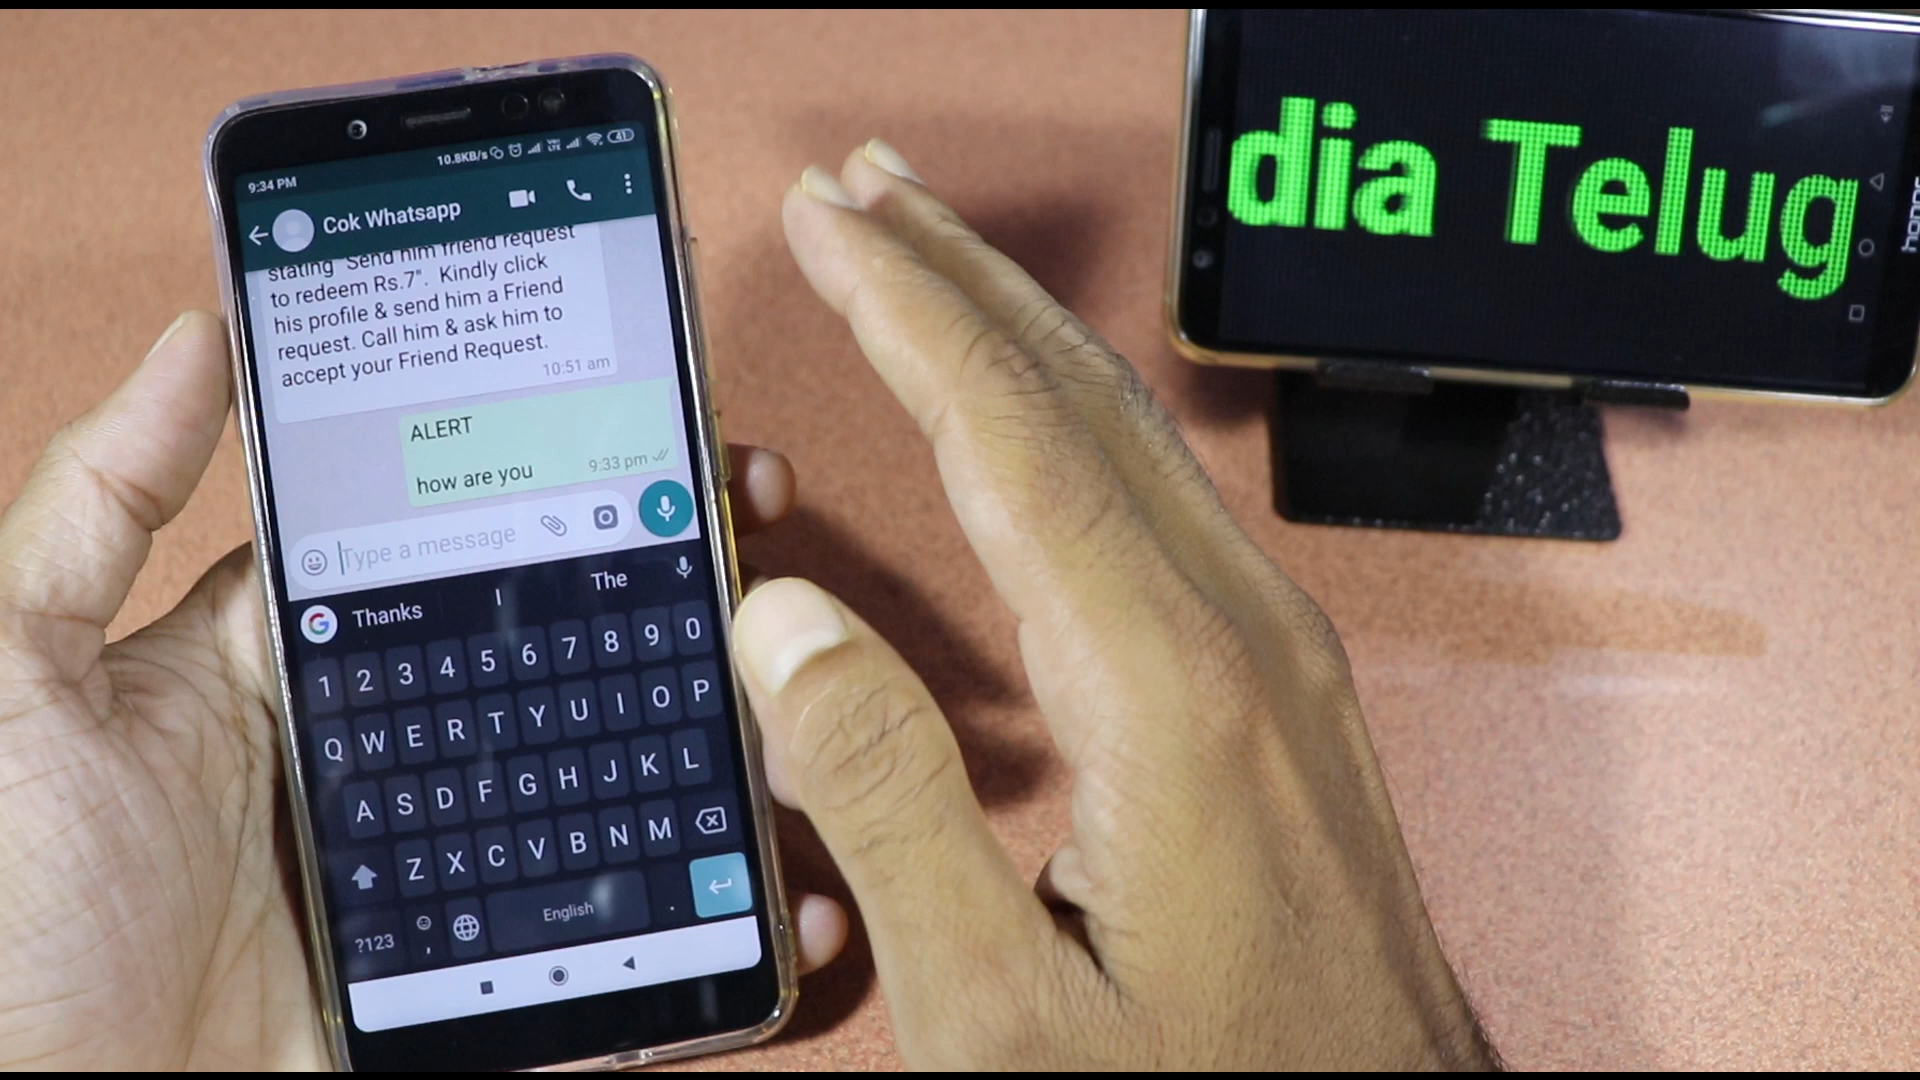 9:34 PM
10.8KB/s
41
Cok Whatsapp
stating "Send him friend request
to redeem Rs.7". Kindly click
his profile & send him a Friend
request. Call him & ask him to
accept your Friend Request.
10:51 am
ALERT
how are you
9:33 pm
Type a message
Thanks I The
1 2 3 4 5 6 7 8 9 0
Q W E R T Y U I O P
A S D F G H J K L
Z X C V B N M
?123 , English .
dia Telug
honor